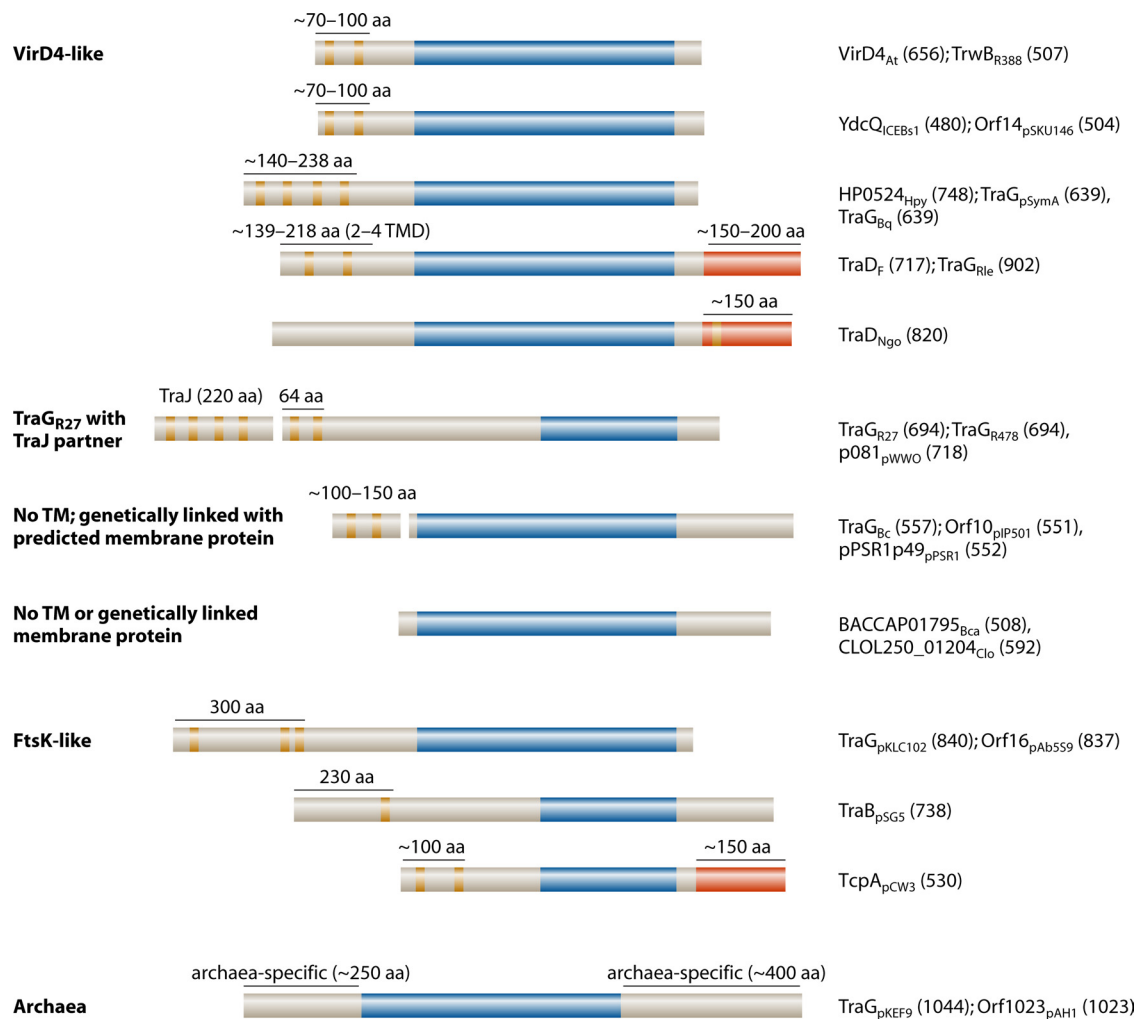 ~70–100 aa
VirD4-like
VirD4At (656); TrwBR388 (507)
~70–100 aa
YdcQICEBs1 (480); Orf14pSKU146 (504)
~140–238 aa
HP0524Hpy (748); TraGpSymA (639),
TraGBq (639)
~139–218 aa (2–4 TMD)
~150–200 aa
TraDF (717); TraGRle (902)
~150 aa
TraDNgo (820)
TraJ (220 aa)
64 aa
TraGR27 with
TraJ partner
TraGR27 (694); TraGR478 (694),
p081pWWO (718)
~100–150 aa
No TM; genetically linked with
predicted membrane protein
TraGBc (557); Orf10pIP501 (551),
pPSR1p49pPSR1 (552)
No TM or genetically linked
membrane protein
BACCAP01795Bca (508),
CLOL250_01204Clo (592)
300 aa
FtsK-like
TraGpKLC102 (840); Orf16pAb5S9 (837)
230 aa
TraBpSG5 (738)
~100 aa
~150 aa
TcpApCW3 (530)
archaea-specific (~250 aa)
archaea-specific (~400 aa)
Archaea
TraGpKEF9 (1044); Orf1023pAH1 (1023)